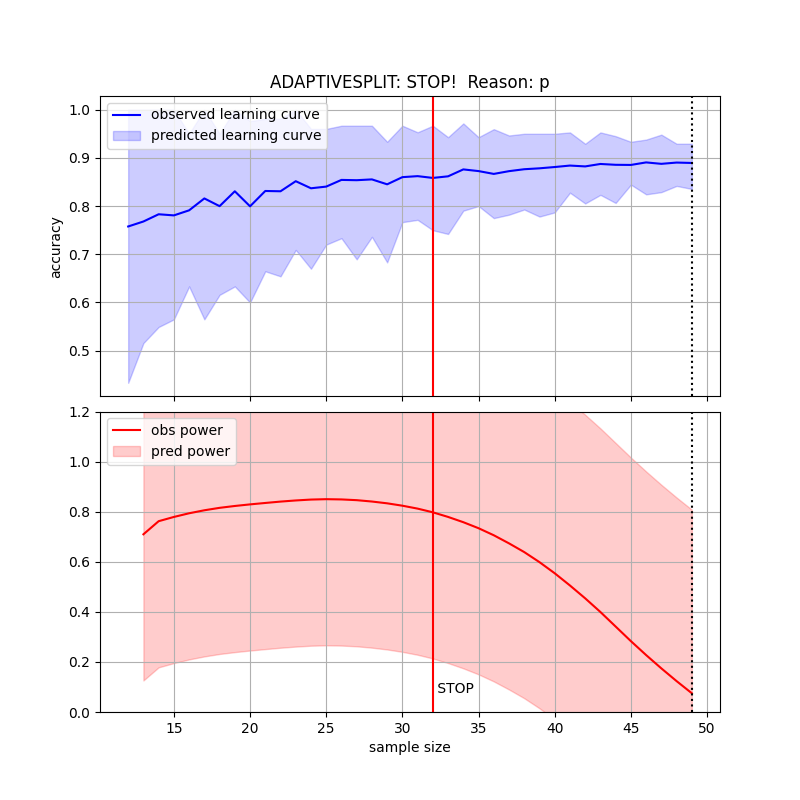 ADAPTIVESPLIT: STOP!  Reason: p
observed learning curve
predicted learning curve
1.0
0.9
0.8
0.7
0.6
0.5
accuracy
obs power
pred power
1.2
1.0
0.8
0.6
0.4
0.2
0.0
STOP
15 20 25 30 35 40 45 50
sample size